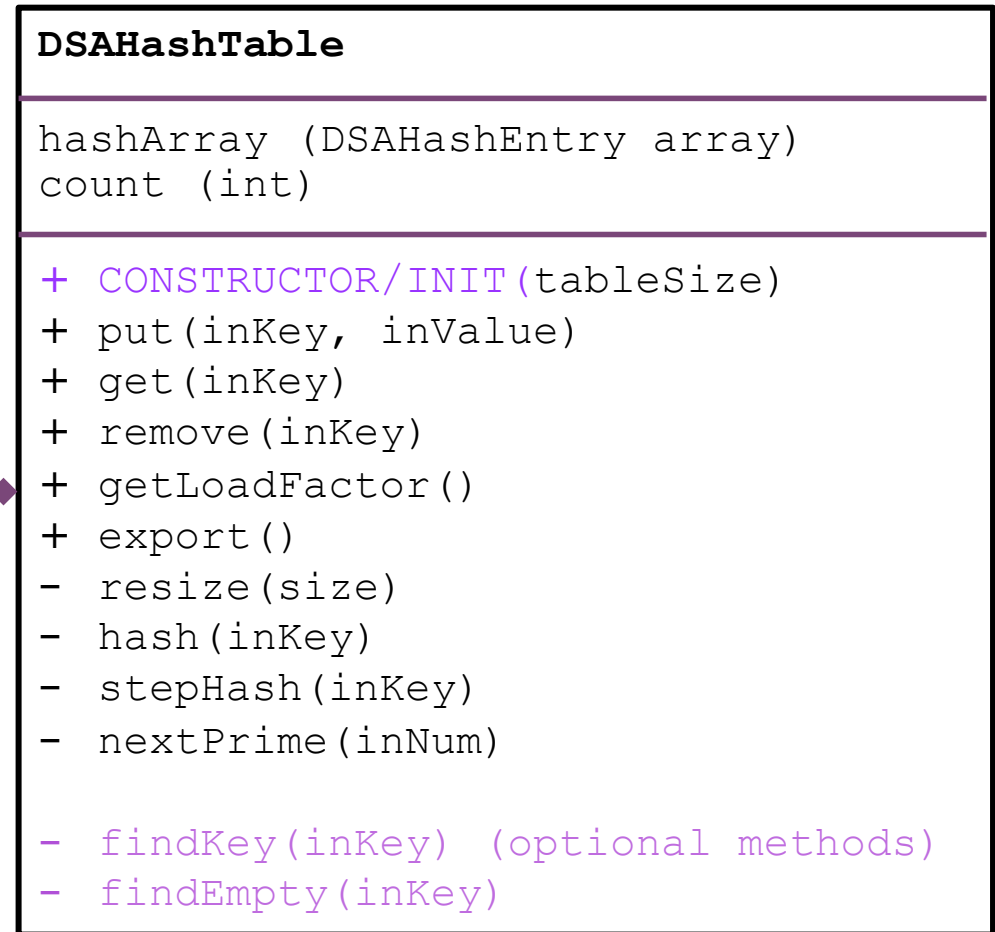 DSAHashTable
hashArray (DSAHashEntry array)
count (int)
+ CONSTRUCTOR/INIT(tableSize)
+ put(inKey, inValue)
+ get(inKey)
+ remove(inKey)
+ getLoadFactor()
+ export()
- resize(size)
- hash(inKey)
- stepHash(inKey)
- nextPrime(inNum)
- findKey(inKey) (optional methods)
- findEmpty(inKey)